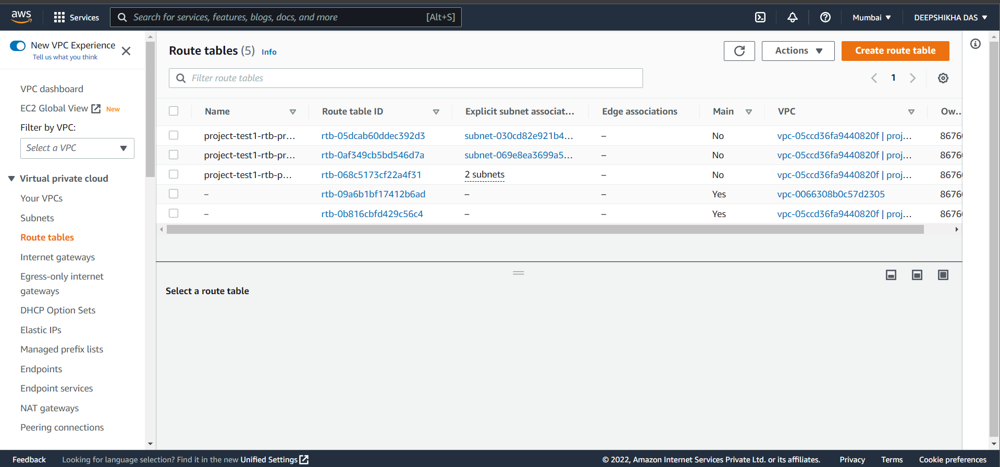 aws
Services
Search for services, features, blogs, docs, and more [Alt+S]
Mumbai ▼
DEEPSHIKHA DAS ▼
New VPC Experience
Tell us what you think
VPC dashboard
EC2 Global View New
Filter by VPC:
Select a VPC
Virtual private cloud
Your VPCs
Subnets
Route tables
Internet gateways
Egress-only internet
gateways
DHCP Option Sets
Elastic IPs
Managed prefix lists
Endpoints
Endpoint services
NAT gateways
Peering connections
Route tables (5) Info
Actions ▼
Create route table
Filter route tables
1
Name Route table ID Explicit subnet associat... Edge associations Main VPC Ow...
project-test1-rtb-pr... rtb-05dcab60ddec392d3 subnet-030cd82e921b4... – No vpc-05ccd36fa9440820f | proj... 8676
project-test1-rtb-pr... rtb-0af349cb5bd546d7a subnet-069e8ea3699a5... – No vpc-05ccd36fa9440820f | proj... 8676
project-test1-rtb-p... rtb-068c5173cf22a4f31 2 subnets – No vpc-05ccd36fa9440820f | proj... 8676
– rtb-09a6b1bf17412b6ad – – Yes vpc-0066308b0c57d2305 8676
– rtb-0b816cbfd429c56c4 – – Yes vpc-05ccd36fa9440820f | proj... 8676
Select a route table
Feedback Looking for language selection? Find it in the new Unified Settings
© 2022, Amazon Internet Services Private Ltd. or its affiliates. Privacy Terms Cookie preferences